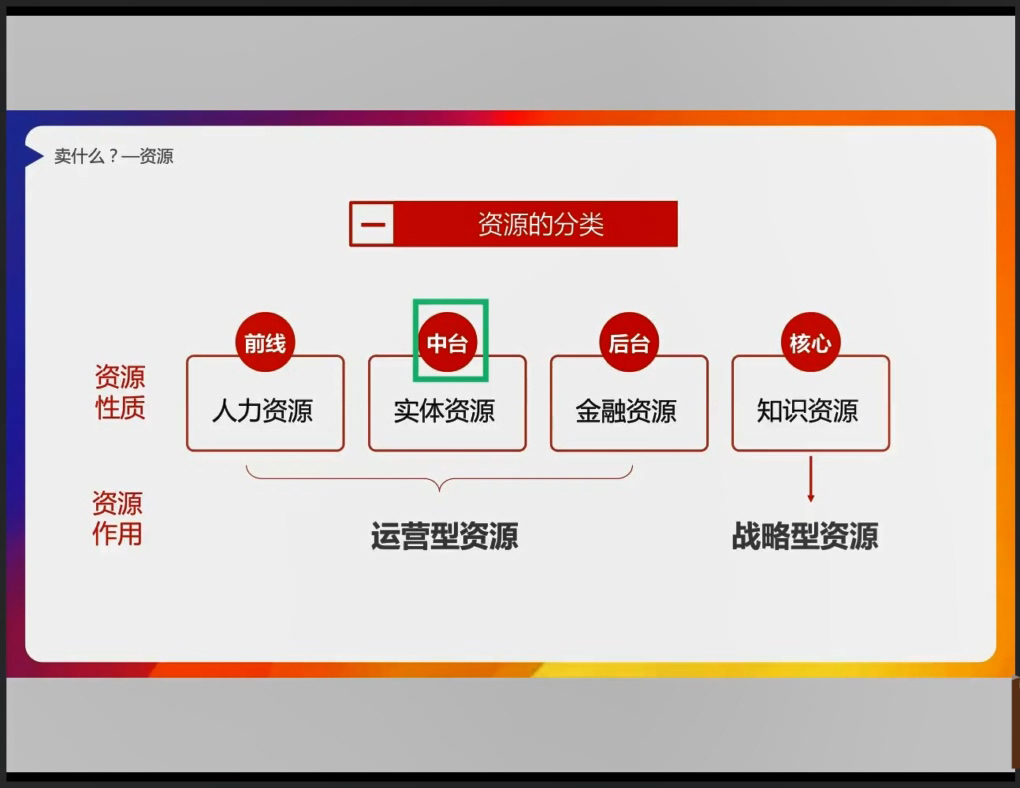 卖什么？—资源
一 资源的分类
前线 中台 后台 核心
资源
性质
人力资源 实体资源 金融资源 知识资源
资源
作用
运营型资源 战略型资源